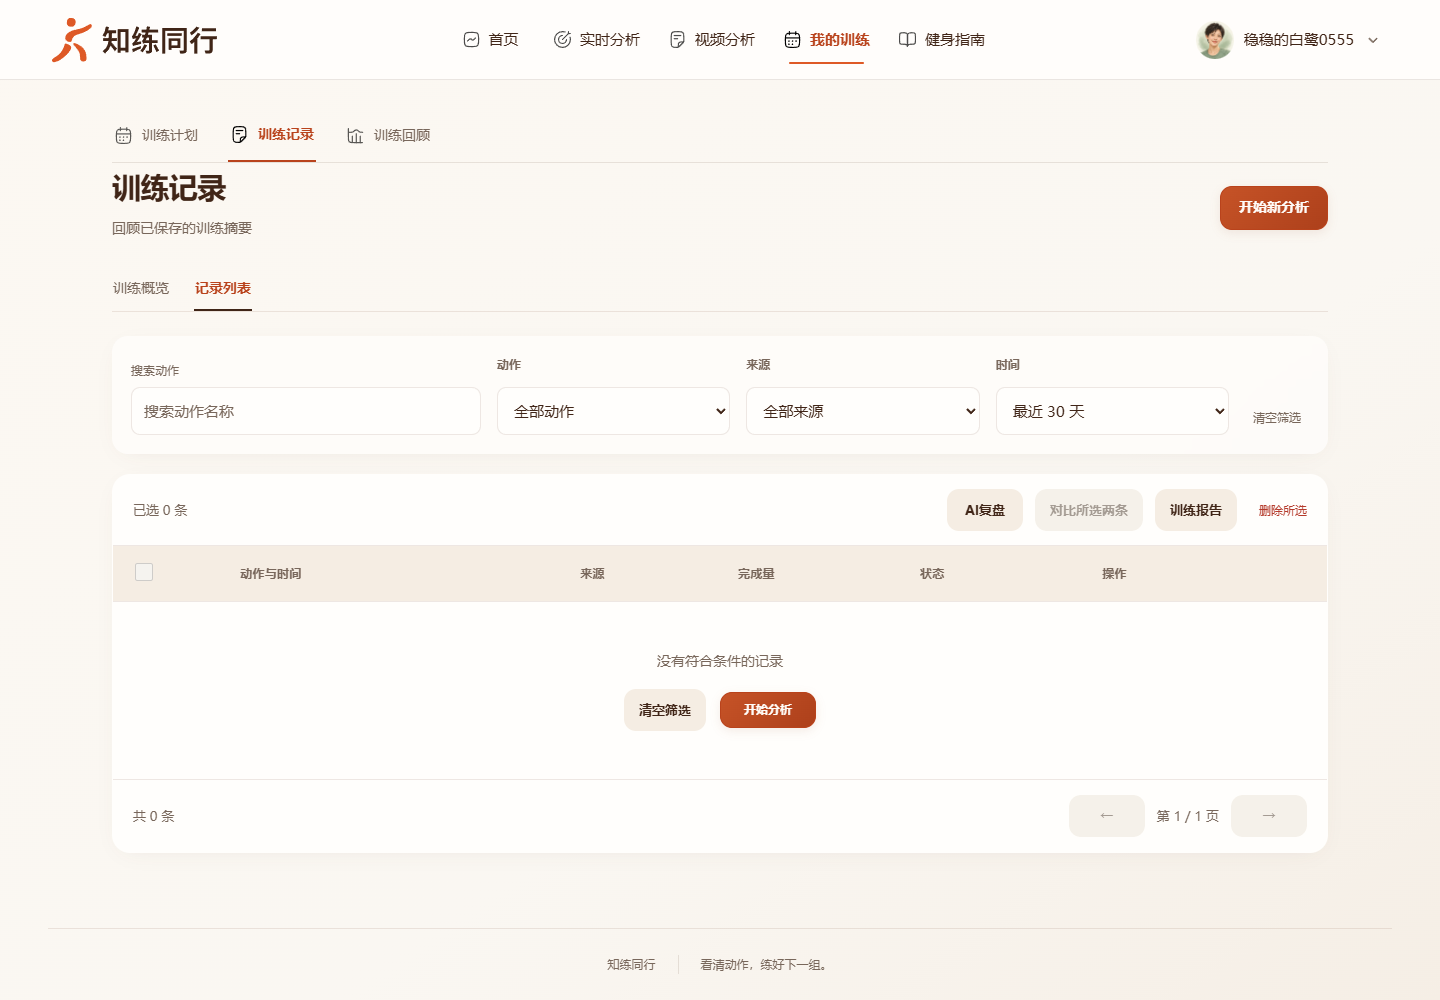 知练同行
首页 实时分析 视频分析 我的训练 健身指南
稳稳的白鹭0555
训练计划 训练记录 训练回顾
训练记录
回顾已保存的训练摘要
开始新分析
训练概览 记录列表
搜索动作 动作 来源 时间
搜索动作名称 全部动作 全部来源 最近 30 天 清空筛选
已选 0 条 AI复盘 对比所选两条 训练报告 删除所选
动作与时间 来源 完成量 状态 操作
没有符合条件的记录
清空筛选 开始分析
共 0 条 ← 第 1 / 1 页 →
知练同行 看清动作，练好下一组。